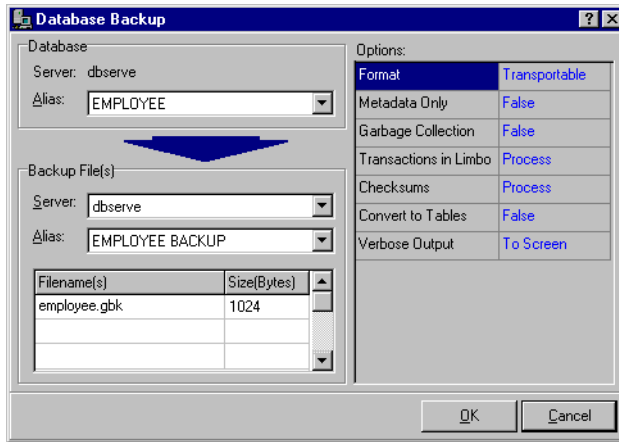 Database Backup
Database
Server: dbserve
Alias: EMPLOYEE
Backup File(s)
Server: dbserve
Alias: EMPLOYEE BACKUP
Filename(s) Size(Bytes)
employee.gbk 1024
Options:
Format Transportable
Metadata Only False
Garbage Collection False
Transactions in Limbo Process
Checksums Process
Convert to Tables False
Verbose Output To Screen
OK Cancel